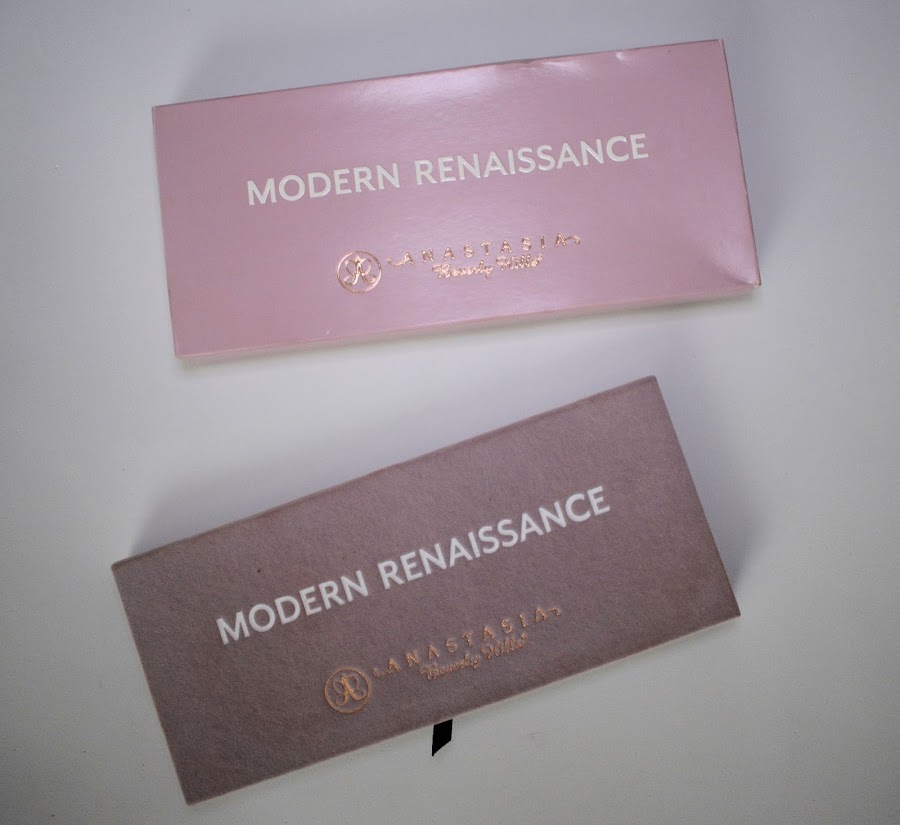 MODERN RENAISSANCE
ANASTASIA
Beverly Hills
MODERN RENAISSANCE
ANASTASIA
Beverly Hills